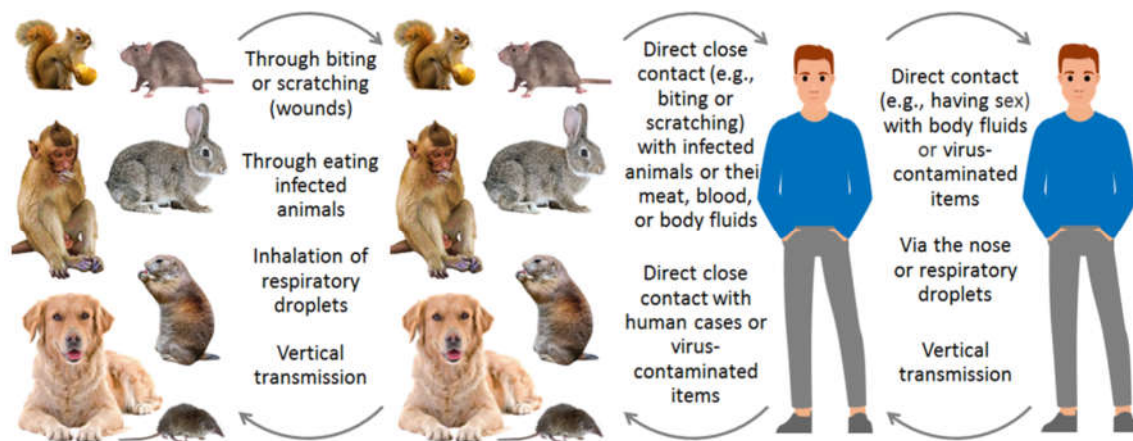 Through biting
or scratching
(wounds)
Through eating
infected
animals
Inhalation of
respiratory
droplets
Vertical
transmission
Direct close
contact (e.g.,
biting or
scratching)
with infected
animals or thei
meat, blood,
or body fluids
Direct close
contact with
human cases or
virus-
contaminated
items
Direct contact
(e.g., having sex)
with body fluids
or virus-
contaminated
items
Via the nose
or respiratory
droplets
Vertical
transmission